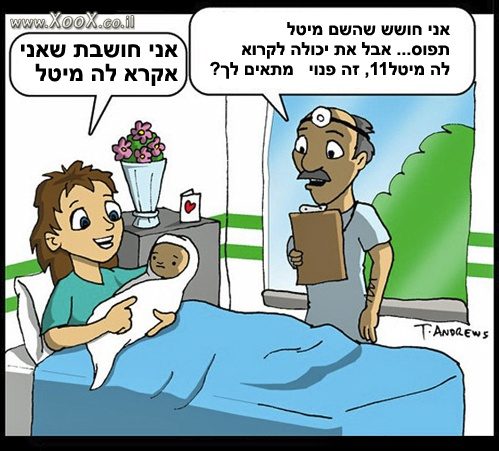 www.XooX.co.il
אני חושבת שאני
אקרא לה מיטל
אני חושש שהשם מיטל
תפוס... אבל את יכולה לקרוא
לה מיטל11, זה פנוי מתאים לך?
T. ANDREWS